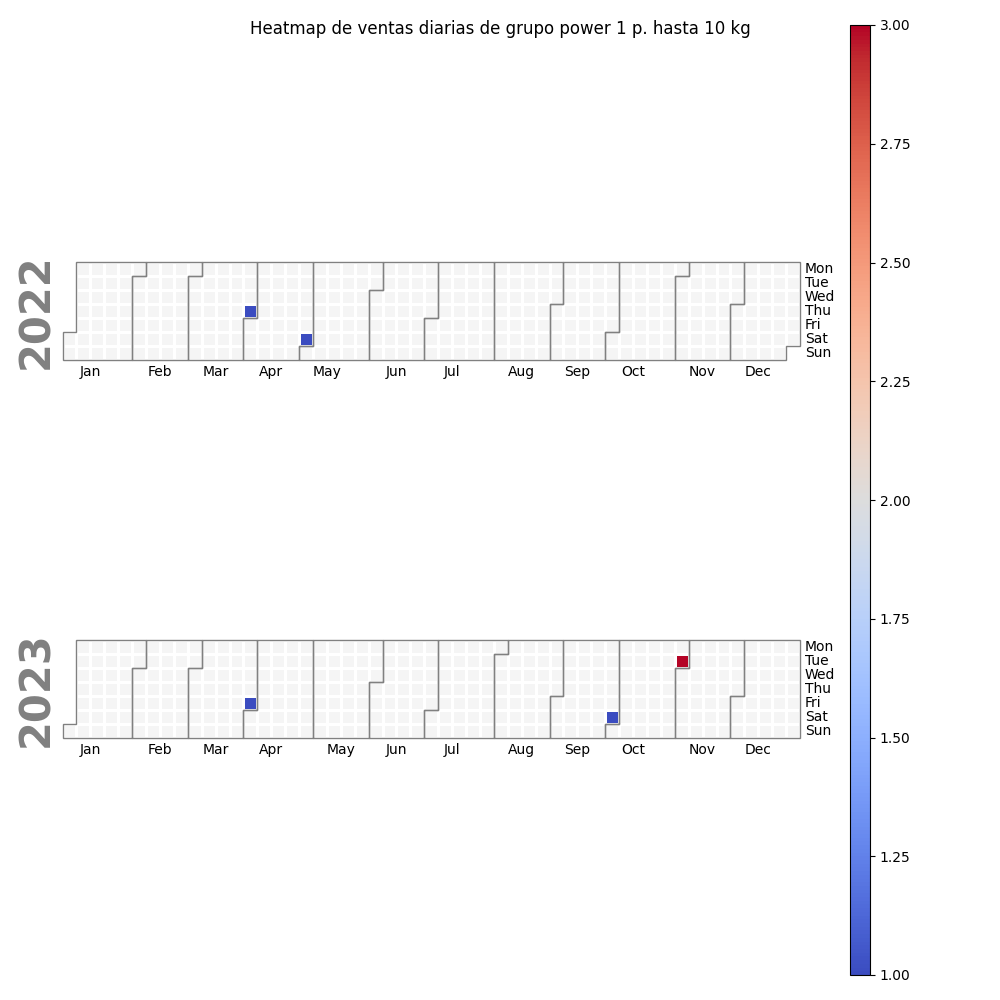 Heatmap de ventas diarias de grupo power 1 p. hasta 10 kg
3.00
2.75
2.50
2.25
2.00
1.75
1.50
1.25
1.00
2022
Mon
Tue
Wed
Thu
Fri
Sat
Sun
Jan Feb Mar Apr May Jun Jul Aug Sep Oct Nov Dec
2023
Mon
Tue
Wed
Thu
Fri
Sat
Sun
Jan Feb Mar Apr May Jun Jul Aug Sep Oct Nov Dec